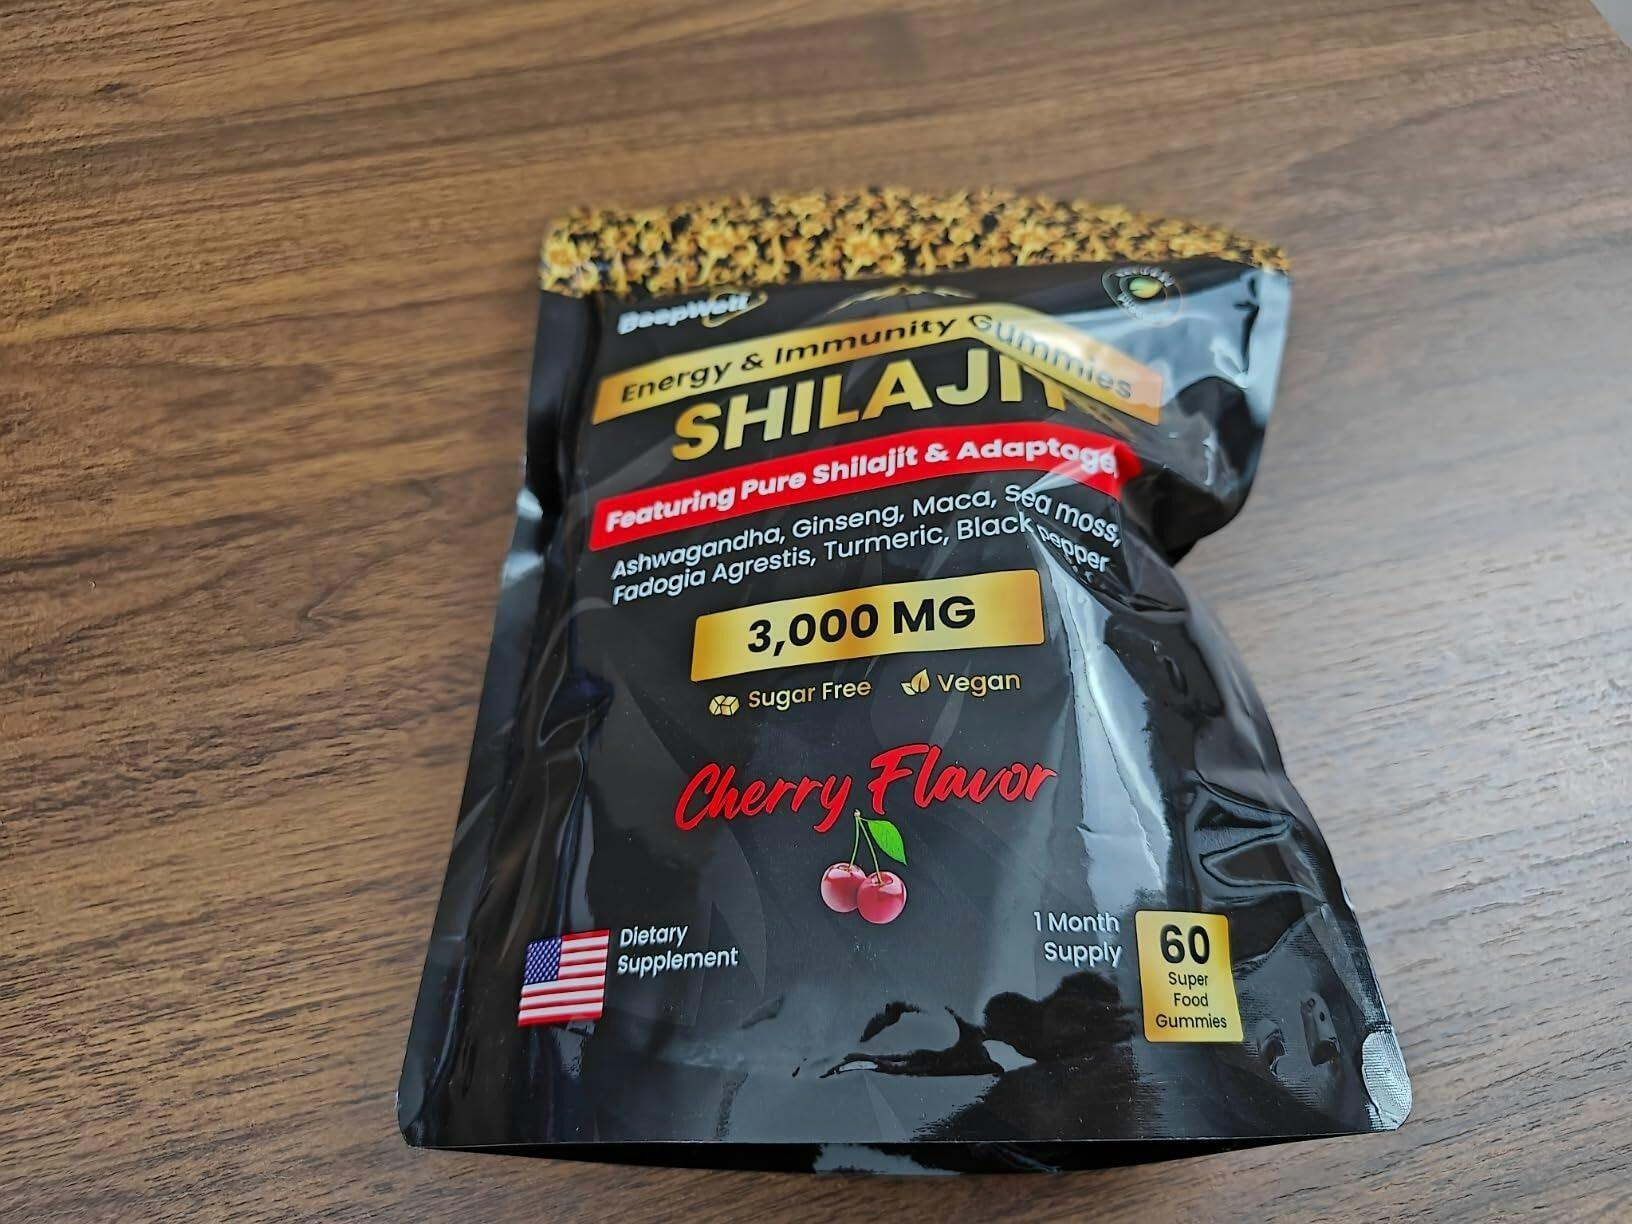 BeepWell
Energy & Immunity Gummies
SHILAJIT
Featuring Pure Shilajit & Adaptoge
Ashwagandha, Ginseng, Maca, Sea moss,
Fadogia Agrestis, Turmeric, Black pepper
3,000 MG
Sugar Free
Vegan
Cherry Flavor
Dietary
Supplement
1 Month
Supply
60
Super
Food
Gummies